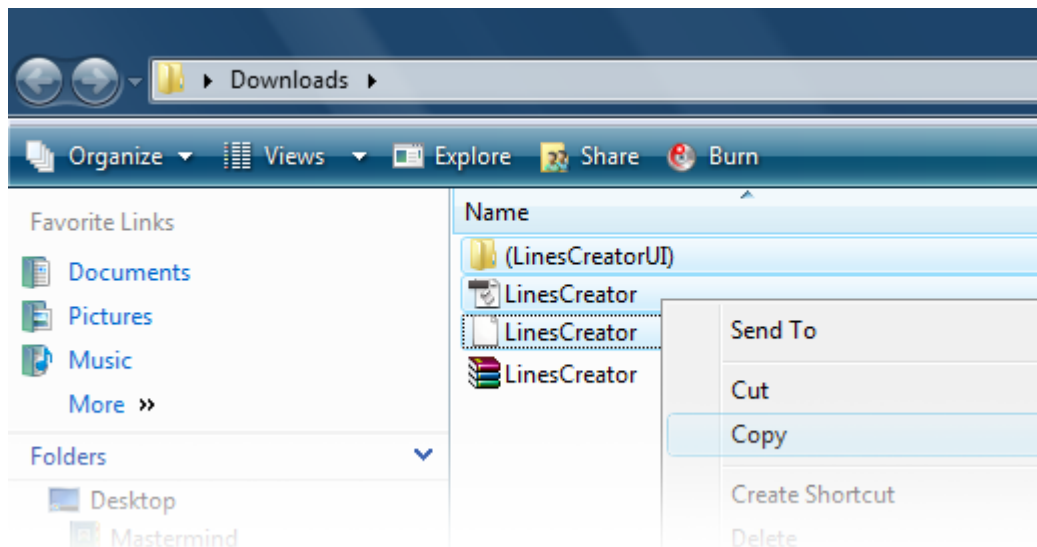 Downloads
Organize Views Explore Share Burn
Favorite Links
Documents
Pictures
Music
More »
Folders
Desktop
Mastermind
Name
(LinesCreatorUI)
LinesCreator
LinesCreator
LinesCreator
Send To
Cut
Copy
Create Shortcut
Delete